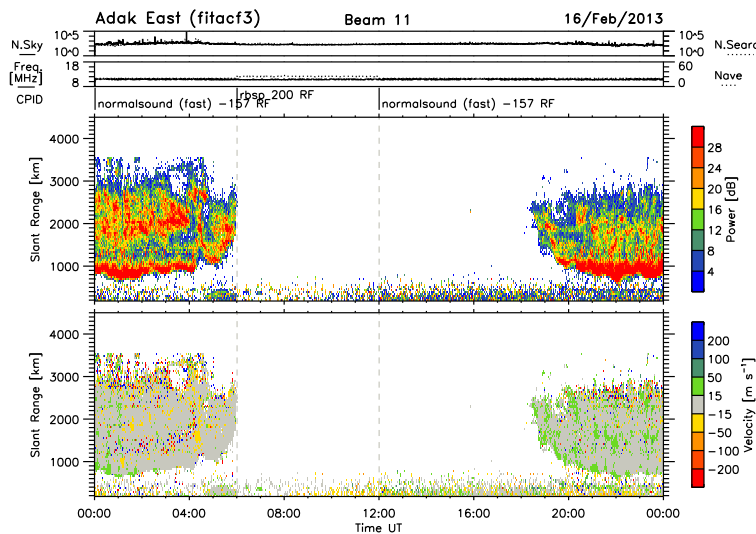 Adak East (fitacf3)
Beam 11
16/Feb/2013
N.Sky
10^5
10^0
10^5
10^0
N.Sear
Freq.
[MHz]
18
8
60
0
Nave
CPID
normalsound (fast) -157 RF
rbsp 200 RF
normalsound (fast) -157 RF
Slant Range [km]
4000
3000
2000
1000
28
24
20
16
12
8
4
Power [dB]
Slant Range [km]
4000
3000
2000
1000
200
100
50
15
-15
-50
-100
-200
Velocity [m s^-1]
00:00
04:00
08:00
12:00
16:00
20:00
00:00
Time UT